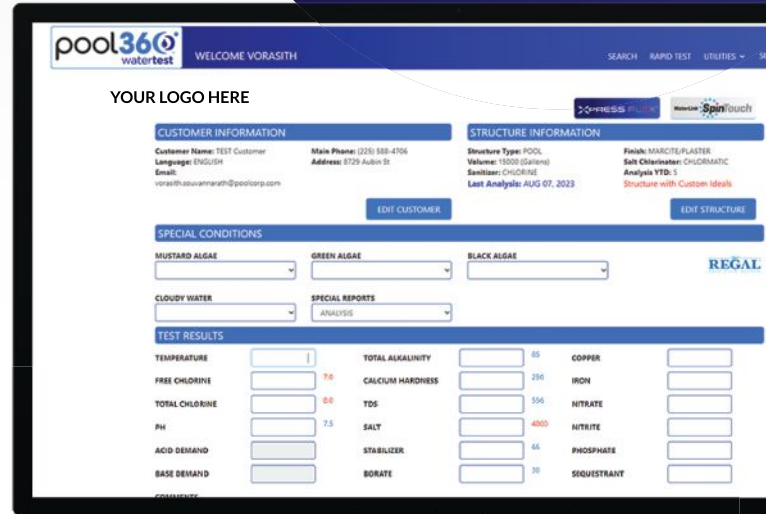 pool360
watertest
WELCOME VORASITH
SEARCH RAPID TEST UTILITIES
YOUR LOGO HERE
WaterLink SpinTouch
CUSTOMER INFORMATION
Customer Name: TEST Customer
Language: ENGLISH
Email:
vorasith.souvannarath@poolcorp.com
Main Phone: (225) 588-4706
Address: 8729 Aubin St
EDIT CUSTOMER
STRUCTURE INFORMATION
Structure Type: POOL
Volume: 15000 (Gallons)
Sanitizer: CHLORINE
Last Analysis: AUG 07, 2023
Finish: MARCITE/PLASTER
Salt Chlorinator: CHLORMATIC
Analysis YTD: 5
Structure with Custom Ideals
EDIT STRUCTURE
SPECIAL CONDITIONS
MUSTARD ALGAE GREEN ALGAE BLACK ALGAE
REGAL
CLOUDY WATER SPECIAL REPORTS
ANALYSIS
TEST RESULTS
TEMPERATURE TOTAL ALKALINITY 85 COPPER
FREE CHLORINE 7.0 CALCIUM HARDNESS 296 IRON
TOTAL CHLORINE 8.0 TDS 596 NITRATE
PH 7.5 SALT 4000 NITRITE
ACID DEMAND STABILIZER 66 PHOSPHATE
BASE DEMAND BORATE 30 SEQUESTRANT
COMMENTS